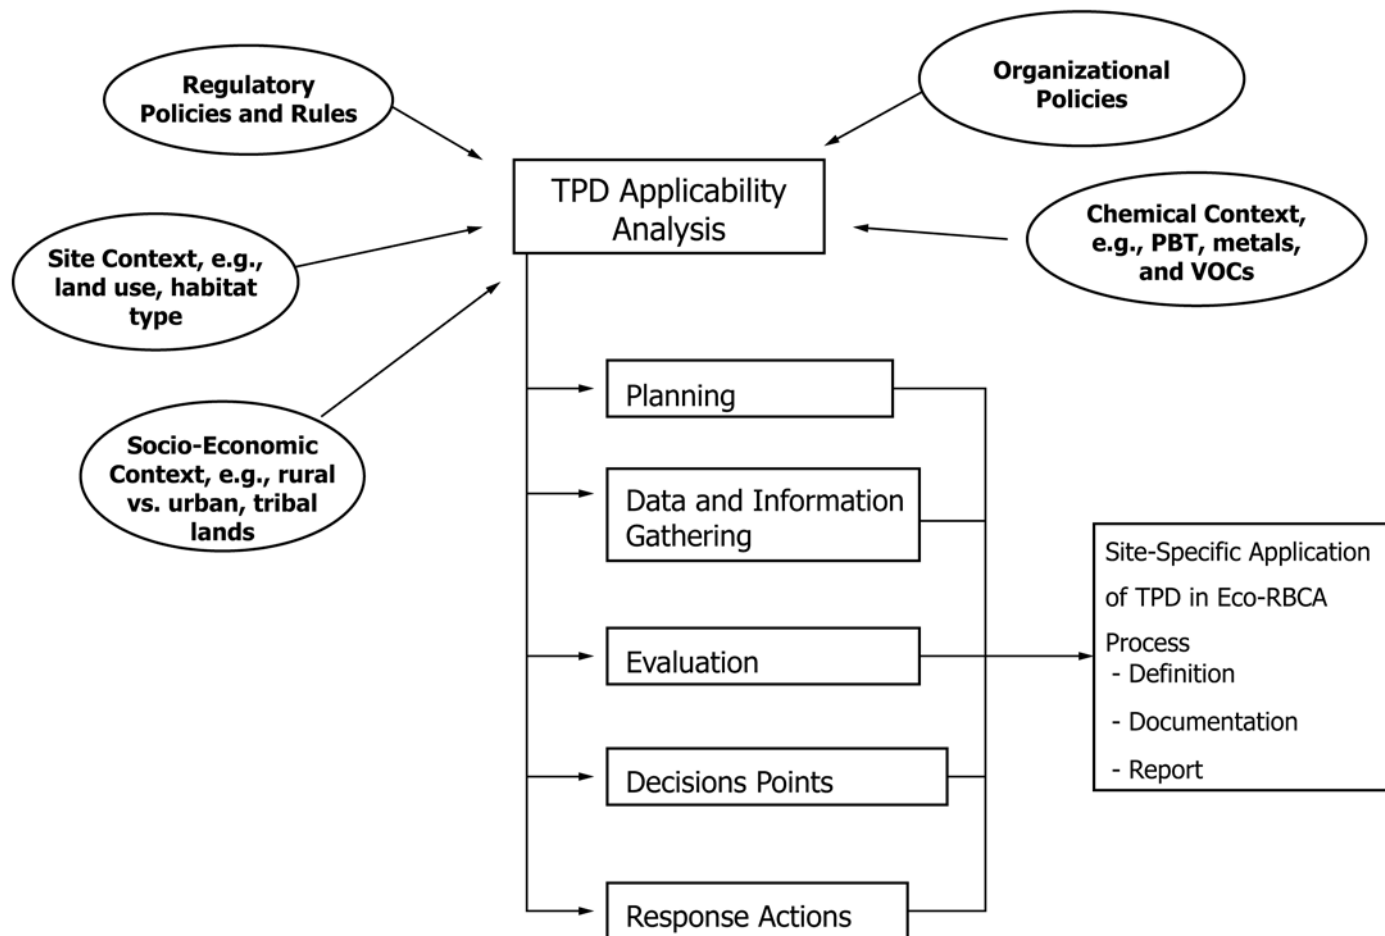 Regulatory
Policies and Rules
Organizational
Policies
TPD Applicability
Analysis
Site Context, e.g.,
land use, habitat
type
Chemical Context,
e.g., PBT, metals,
and VOCs
Socio-Economic
Context, e.g., rural
vs. urban, tribal
lands
Planning
Data and Information
Gathering
Evaluation
Decisions Points
Response Actions
Site-Specific Application
of TPD in Eco-RBCA
Process
- Definition
- Documentation
- Report